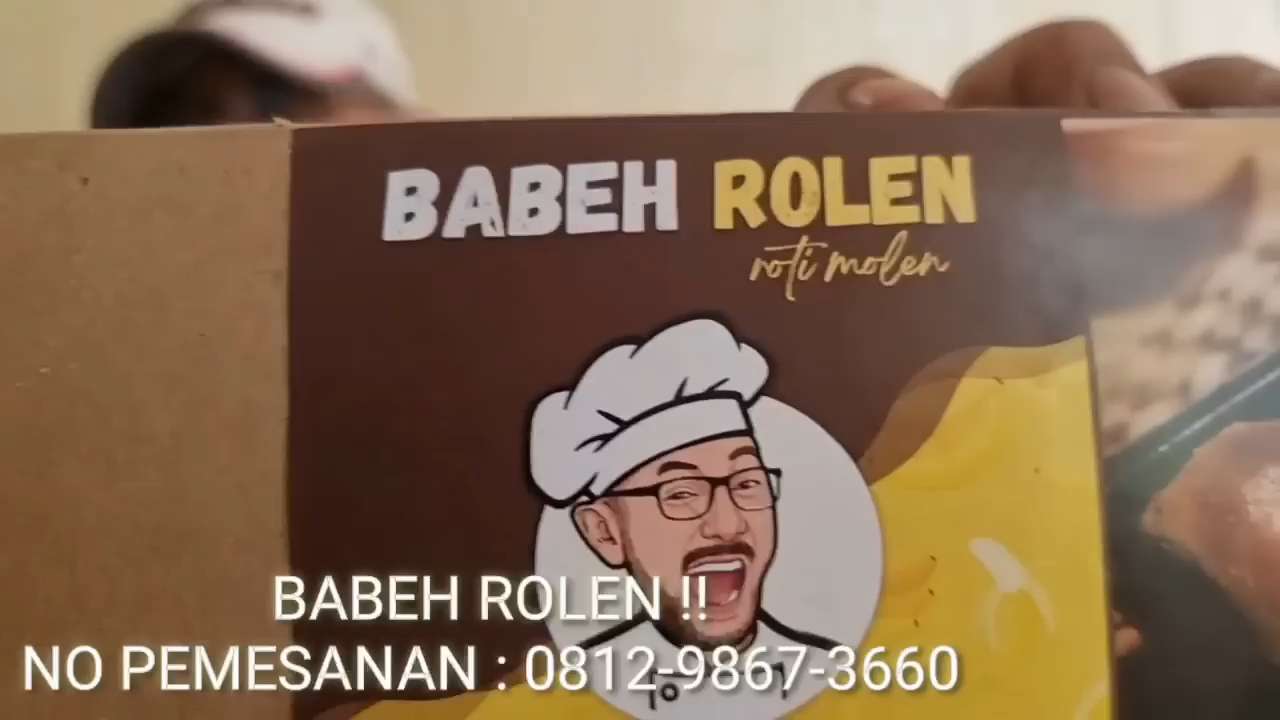 BABEH ROLEN
roti molen
BABEH ROLEN !!
NO PEMESANAN : 0812-9867-3660